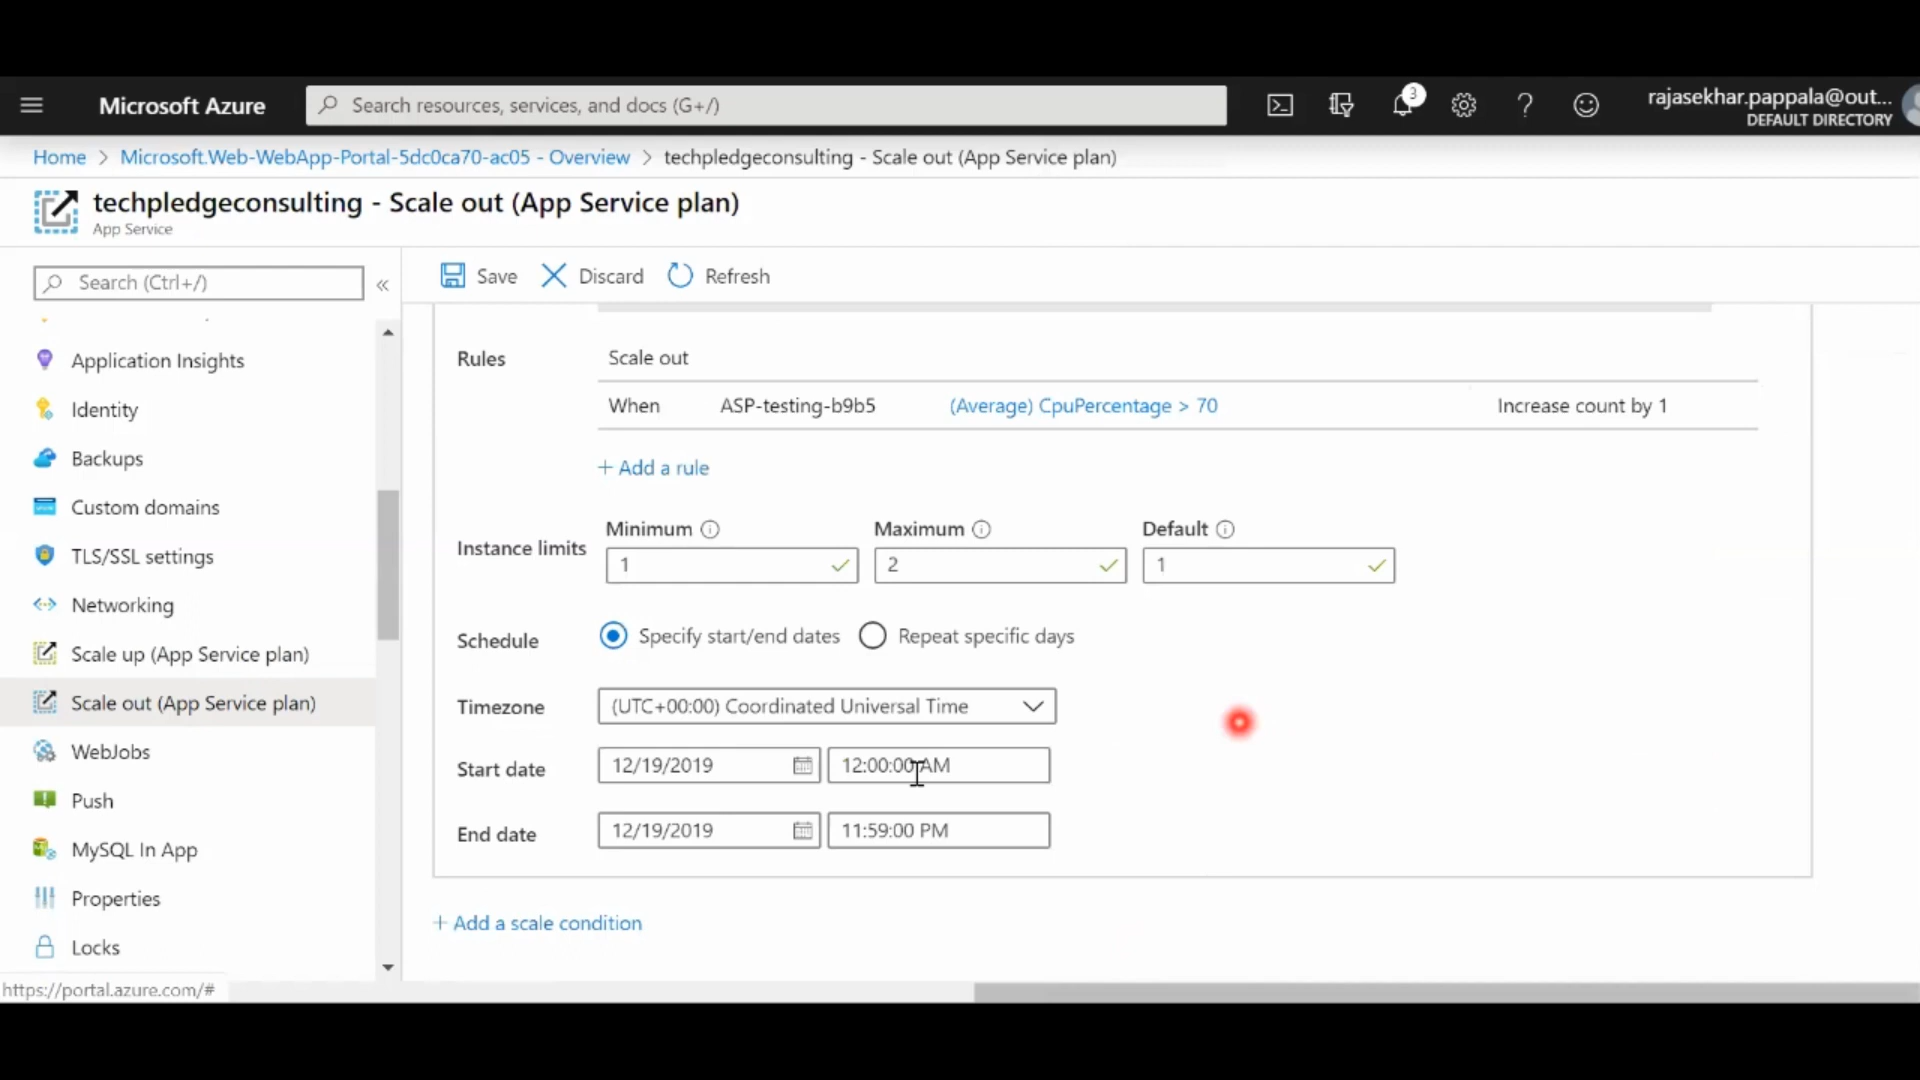 Microsoft Azure
Search resources, services, and docs (G+/)
3
rajasekhar.pappala@out...
DEFAULT DIRECTORY
Home > Microsoft.Web-WebApp-Portal-5dc0ca70-ac05 - Overview > techpledgeconsulting - Scale out (App Service plan)
techpledgeconsulting - Scale out (App Service plan)
App Service
Search (Ctrl+/)
«
Save
Discard
Refresh
Application Insights
Identity
Backups
Custom domains
TLS/SSL settings
Networking
Scale up (App Service plan)
Scale out (App Service plan)
WebJobs
Push
MySQL In App
Properties
Locks
Rules
Scale out
When ASP-testing-b9b5 (Average) CpuPercentage > 70 Increase count by 1
+ Add a rule
Instance limits
Minimum
Maximum
Default
1
2
1
Schedule
Specify start/end dates
Repeat specific days
Timezone
(UTC+00:00) Coordinated Universal Time
Start date
12/19/2019
12:00:00 AM
End date
12/19/2019
11:59:00 PM
+ Add a scale condition
https://portal.azure.com/#